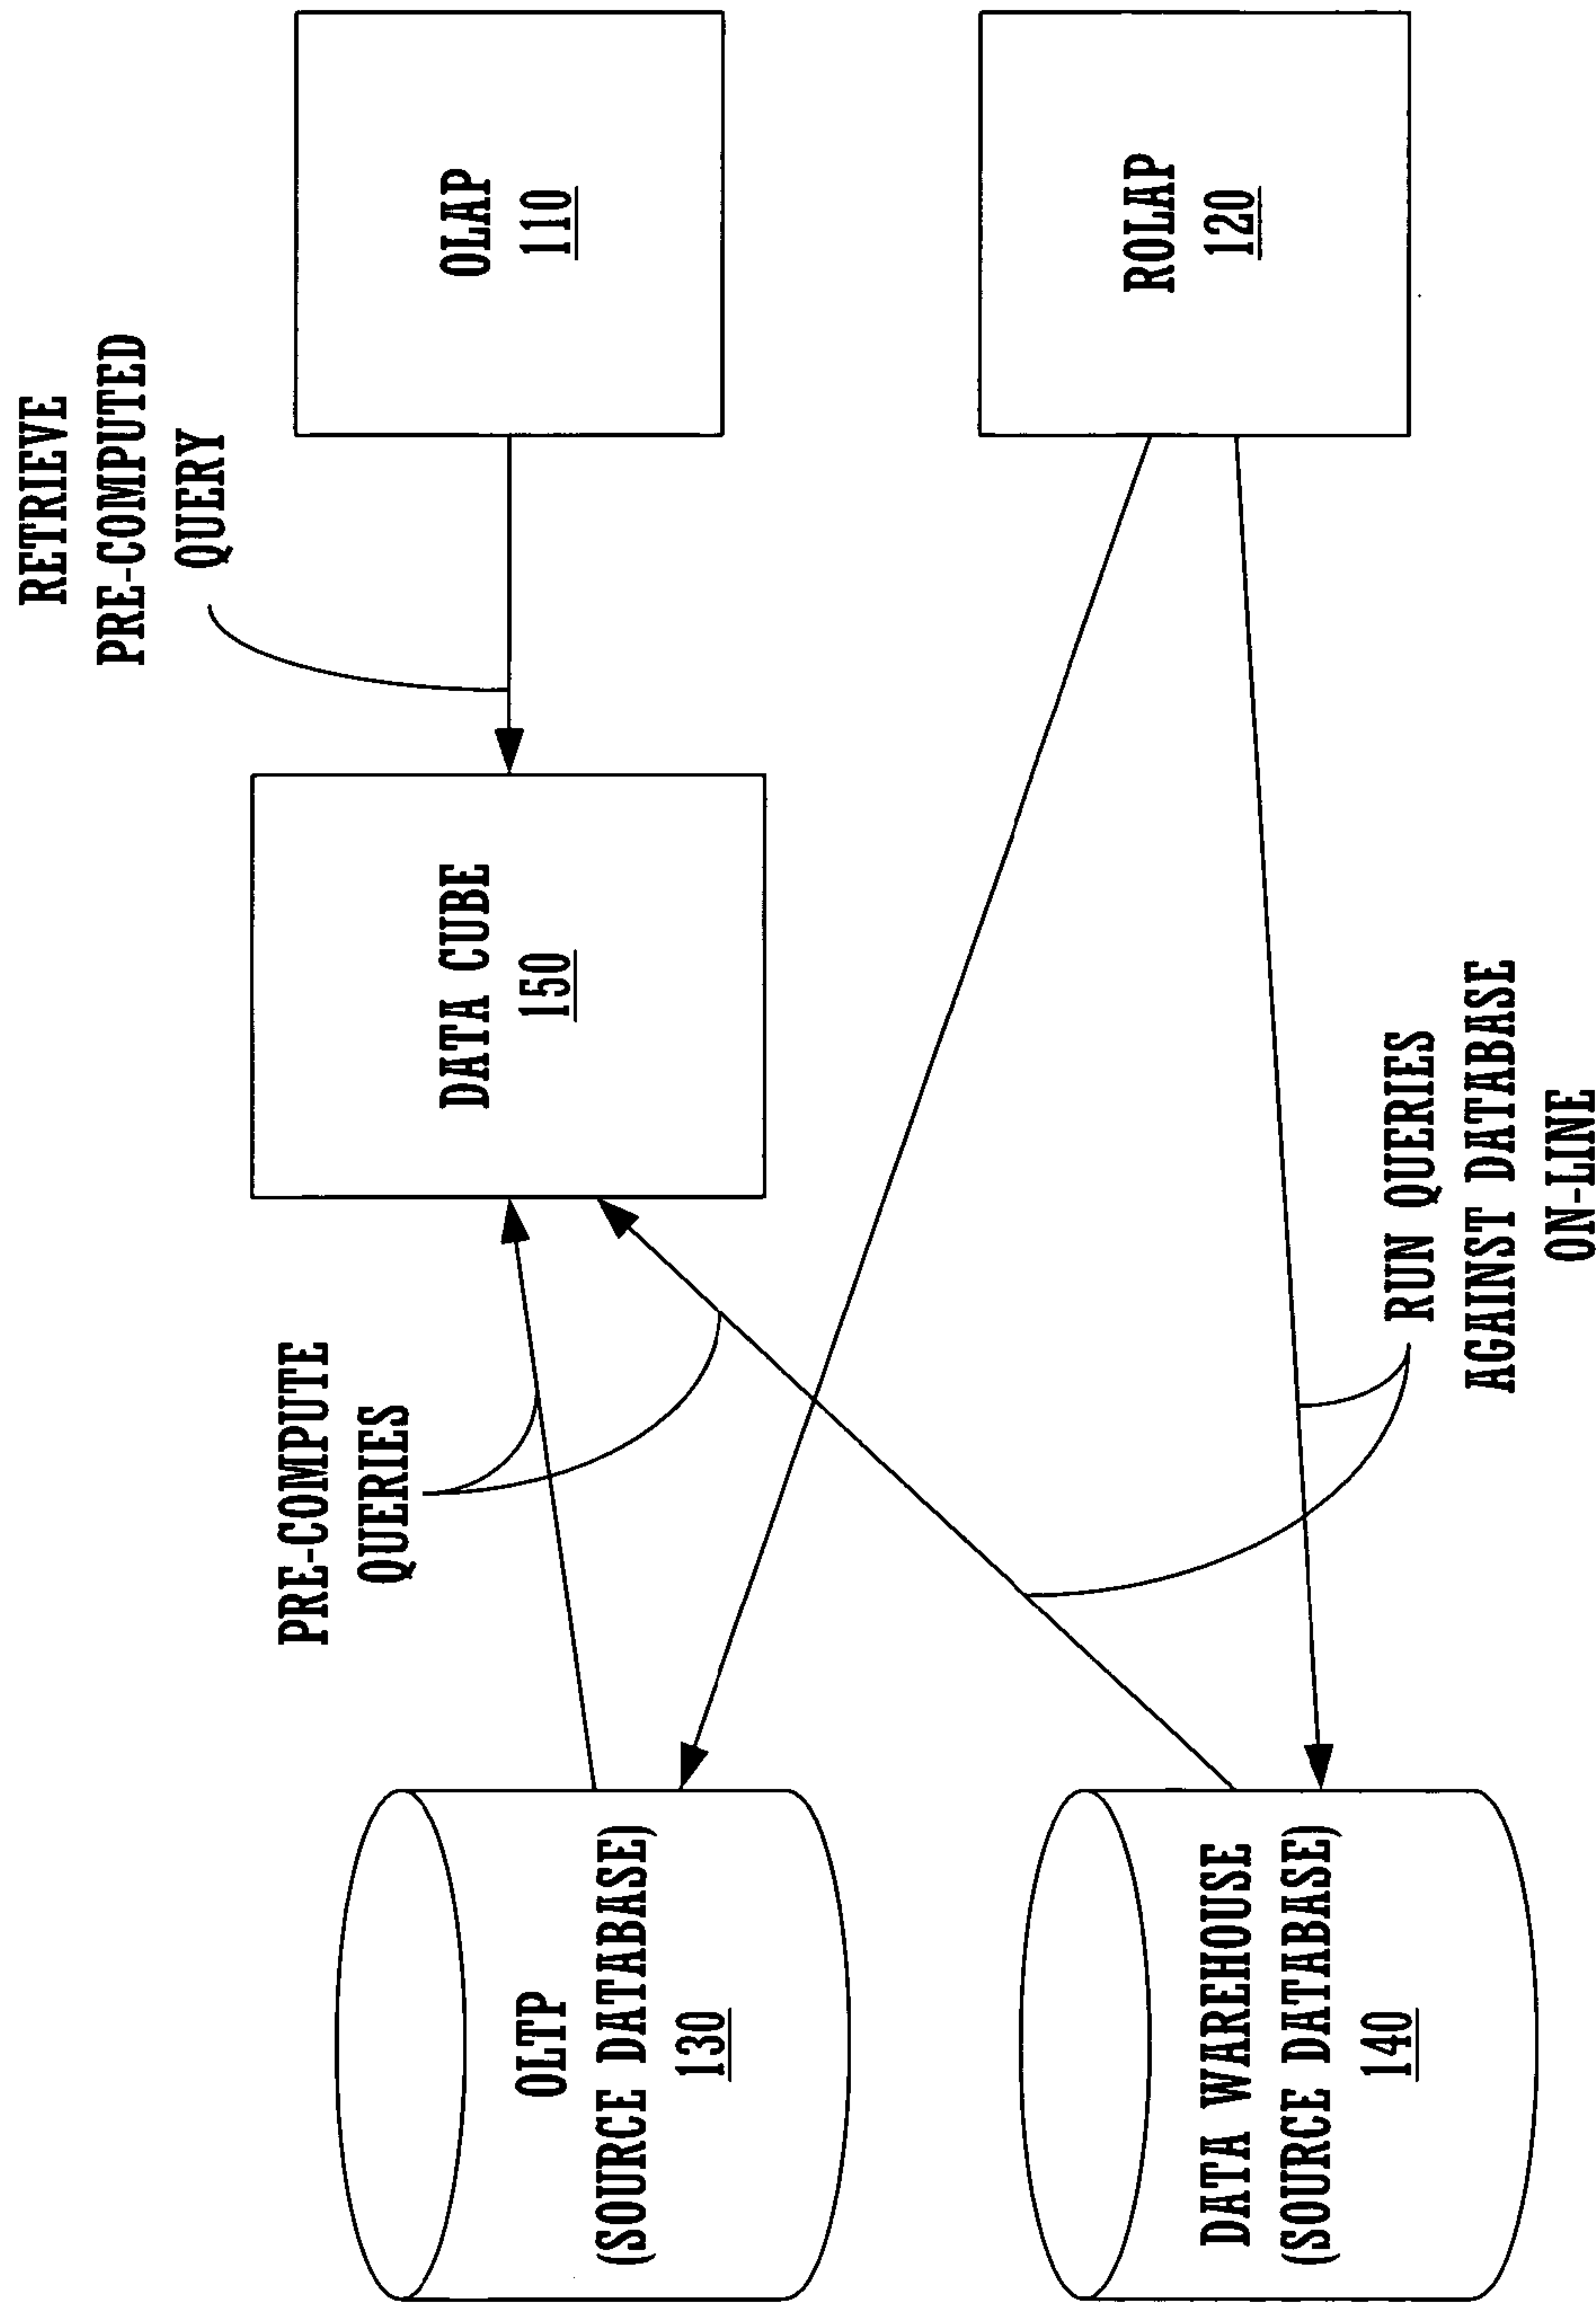 OLTP
(SOURCE DATABASE)
130
PRE-COMPUTE
QUERIES
DATA CUBE
150
RETRIEVE
PRE-COMPUTED
QUERY
OLAP
110
DATA WAREHOUSE
(SOURCE DATABASE)
140
RUN QUERIES
AGAINST DATABASE
ON-LINE
ROLAP
120